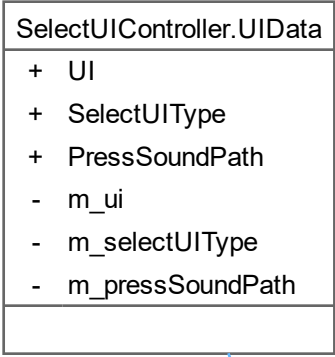 SelectUIController.UIData
+ UI
+ SelectUIType
+ PressSoundPath
- m_ui
- m_selectUIType
- m_pressSoundPath